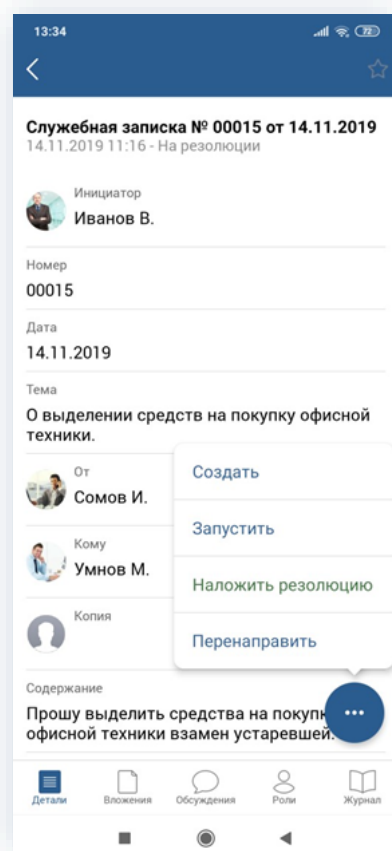 13:34
72
Служебная записка № 00015 от 14.11.2019
14.11.2019 11:16 - На резолюции
Инициатор
Иванов В.
Номер
00015
Дата
14.11.2019
Тема
О выделении средств на покупку офисной
техники.
От
Сомов И.
Кому
Умнов М.
Копия
Создать
Запустить
Наложить резолюцию
Перенаправить
Содержание
Прошу выделить средства на
офисной техники взамен устаревшей.
Детали
Вложения
Обсуждения
Роли
Журнал